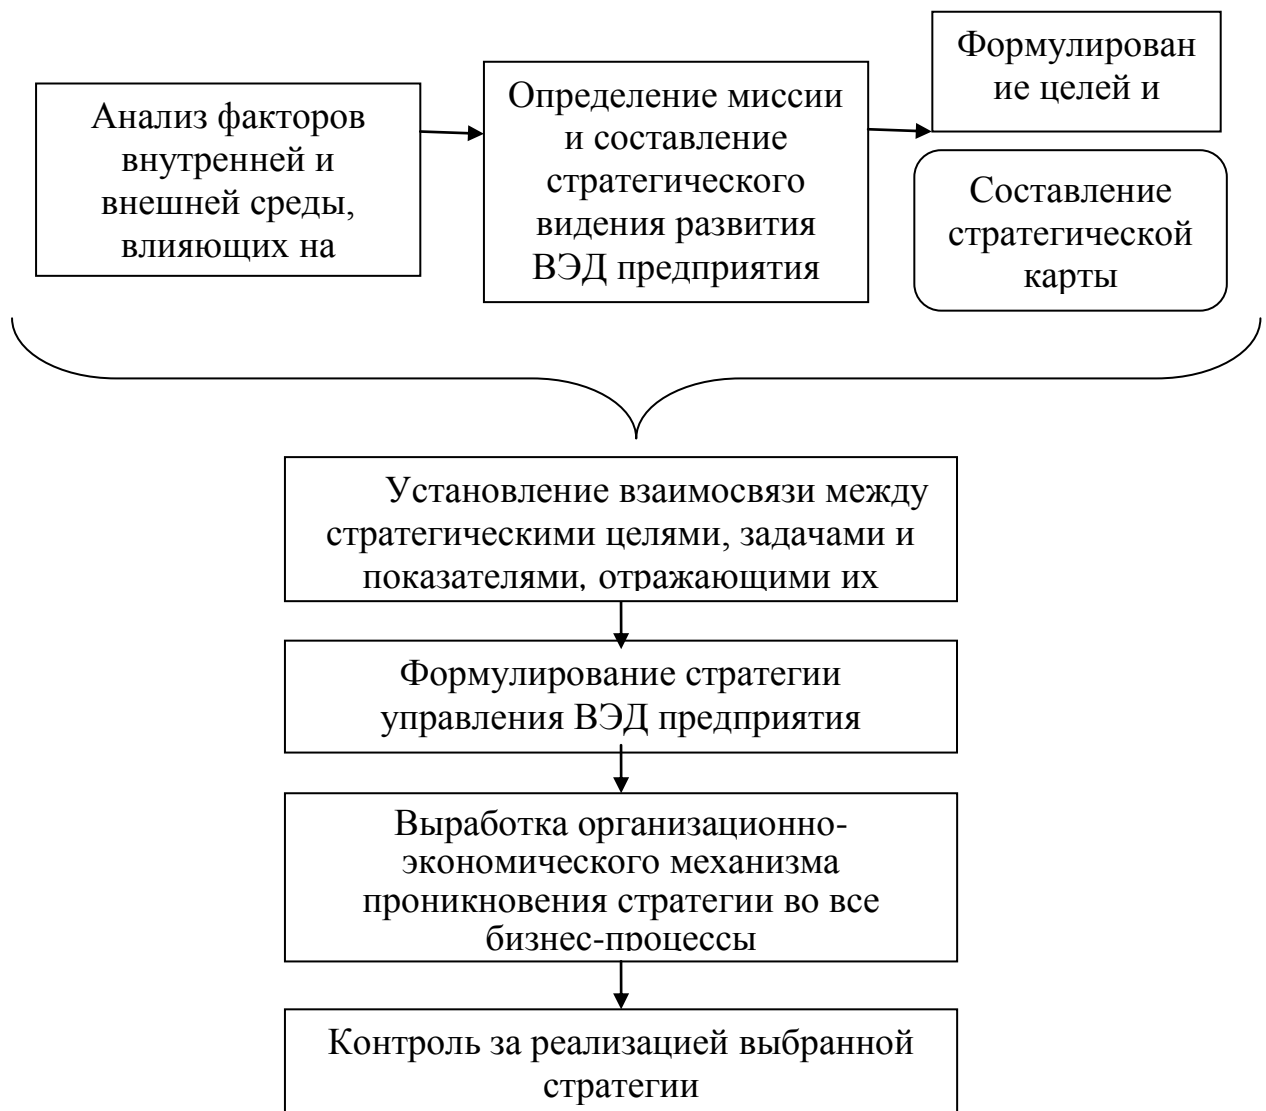 Анализ факторов
внутренней и
внешней среды,
влияющих на
Определение миссии
и составление
стратегического
видения развития
ВЭД предприятия
Формулирован
ие целей и
Составление
стратегической
карты
Установление взаимосвязи между
стратегическими целями, задачами и
показателями, отражающими их
Формулирование стратегии
управления ВЭД предприятия
Выработка организационно-
экономического механизма
проникновения стратегии во все
бизнес-процессы
Контроль за реализацией выбранной
стратегии